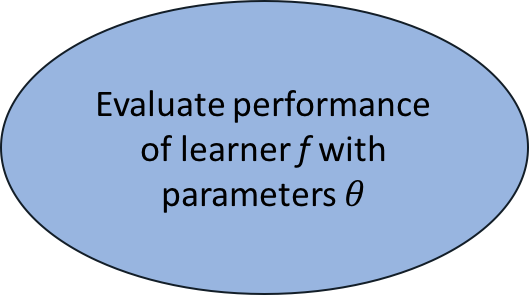 Evaluate performance
of learner f with
parameters θ